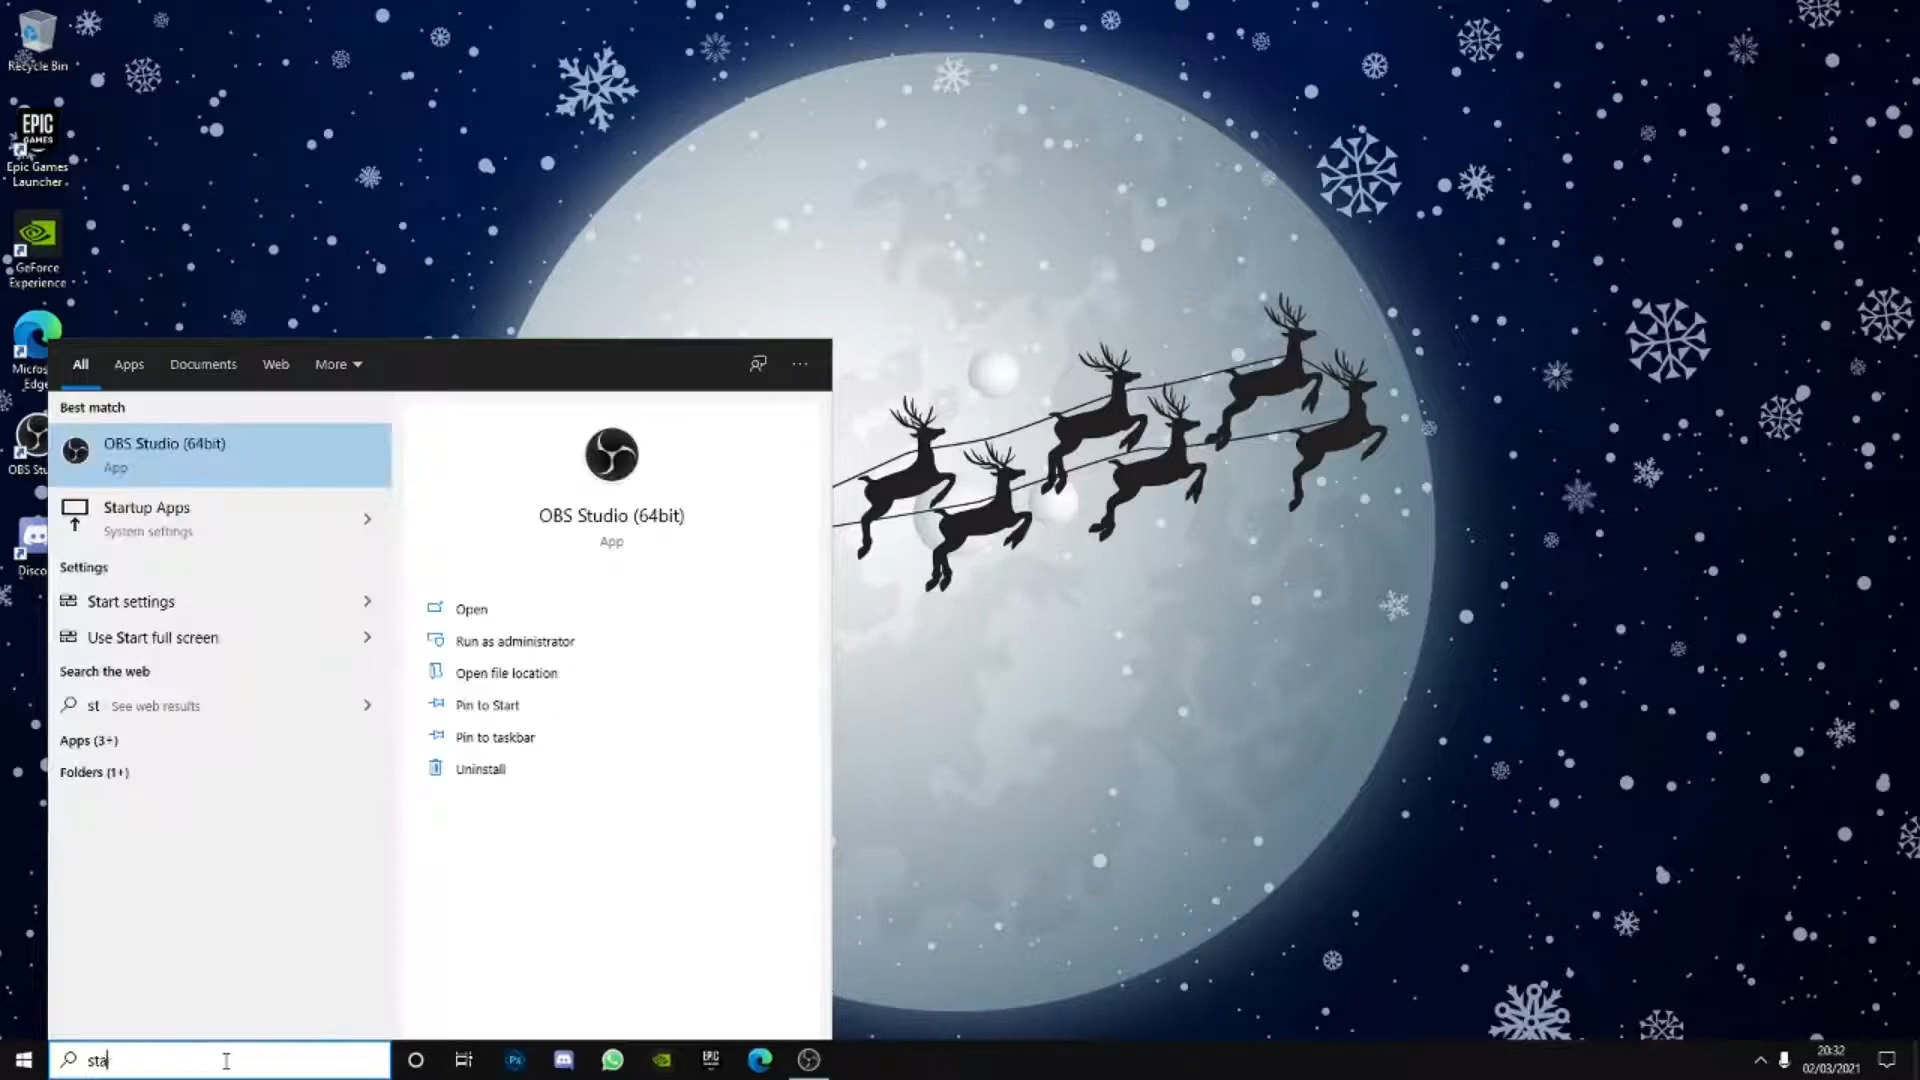 Recycle Bin
EPIC
GAMES
Epic Games
Launcher
GeForce
Experience
Micros
Edge
OBS Stu
Disco
All
Apps
Documents
Web
More
Best match
OBS Studio (64bit)
App
Startup Apps
System settings
Settings
Start settings
Use Start full screen
Search the web
st See web results
Apps (3+)
Folders (1+)
OBS Studio (64bit)
App
Open
Run as administrator
Open file location
Pin to Start
Pin to taskbar
Uninstall
sta
Ps
EPIC
20:32
02/03/2021